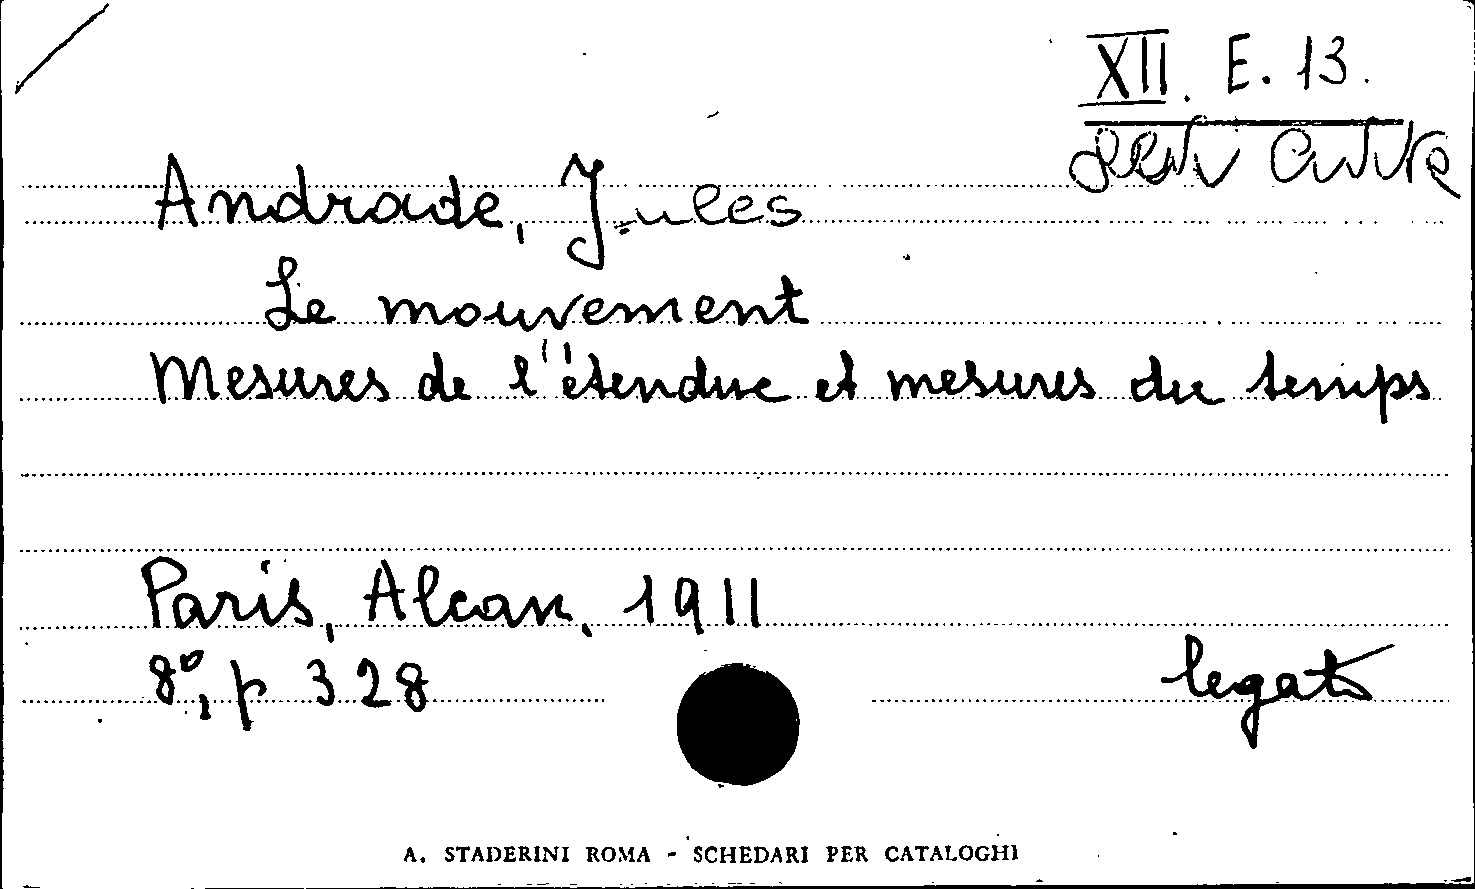 XII. E. 13.
Andrade, Jules
Le mouvement
Mesures de l'étendue et mesures du temps
Paris, Alcan, 1911
8°, p 328
legato
A. STADERINI ROMA - SCHEDARI PER CATALOGHI